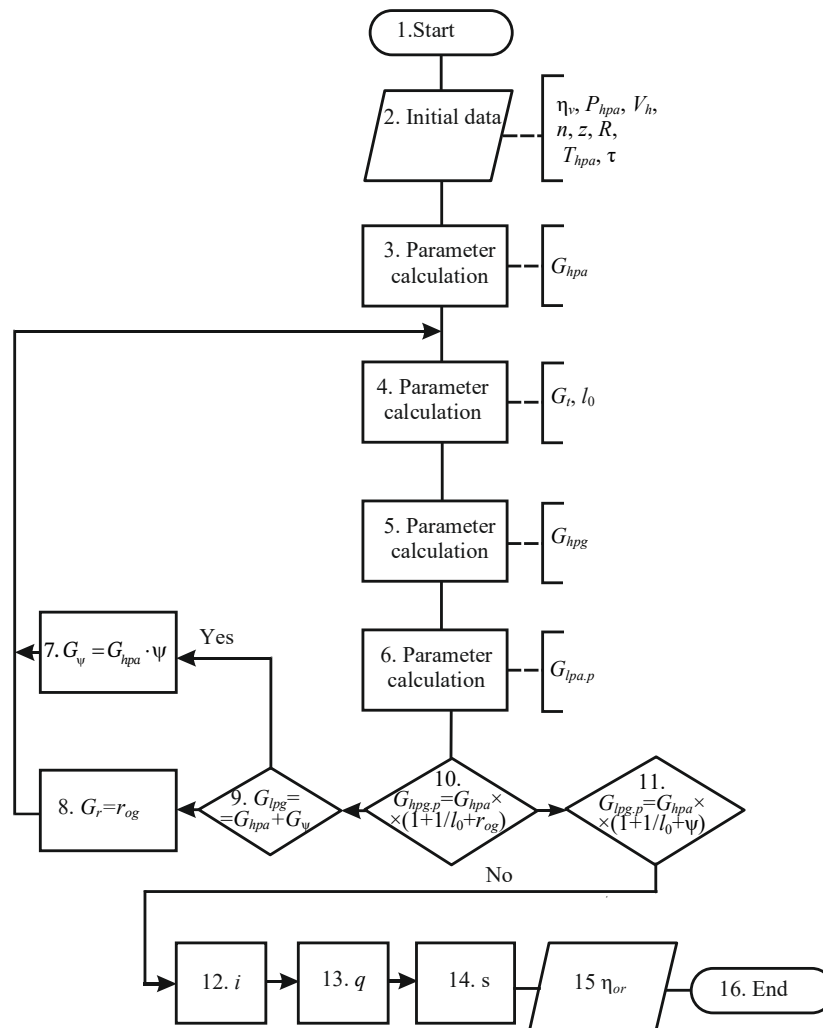 1.Start
2. Initial data
ηv, Phpa, Vh,
n, z, R,
Thpa, τ
3. Parameter
calculation
Ghpa
4. Parameter
calculation
Gt, l0
5. Parameter
calculation
Ghpg
6. Parameter
calculation
Glpa.p
7. Gψ = Ghpa · ψ
Yes
8. Gr=rog
9. Glpg=
=Ghpa+Gψ
10.
Ghpg.p=Ghpa×
×(1+1/l0+rog)
11.
Glpg.p=Ghpa×
×(1+1/l0+ψ)
No
12. i
13. q
14. s
15 ηor
16. End